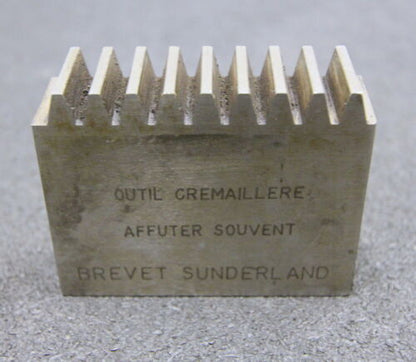 OUTIL CREMAILLERE
AFFUTER SOUVENT
BREVET SUNDERLAND